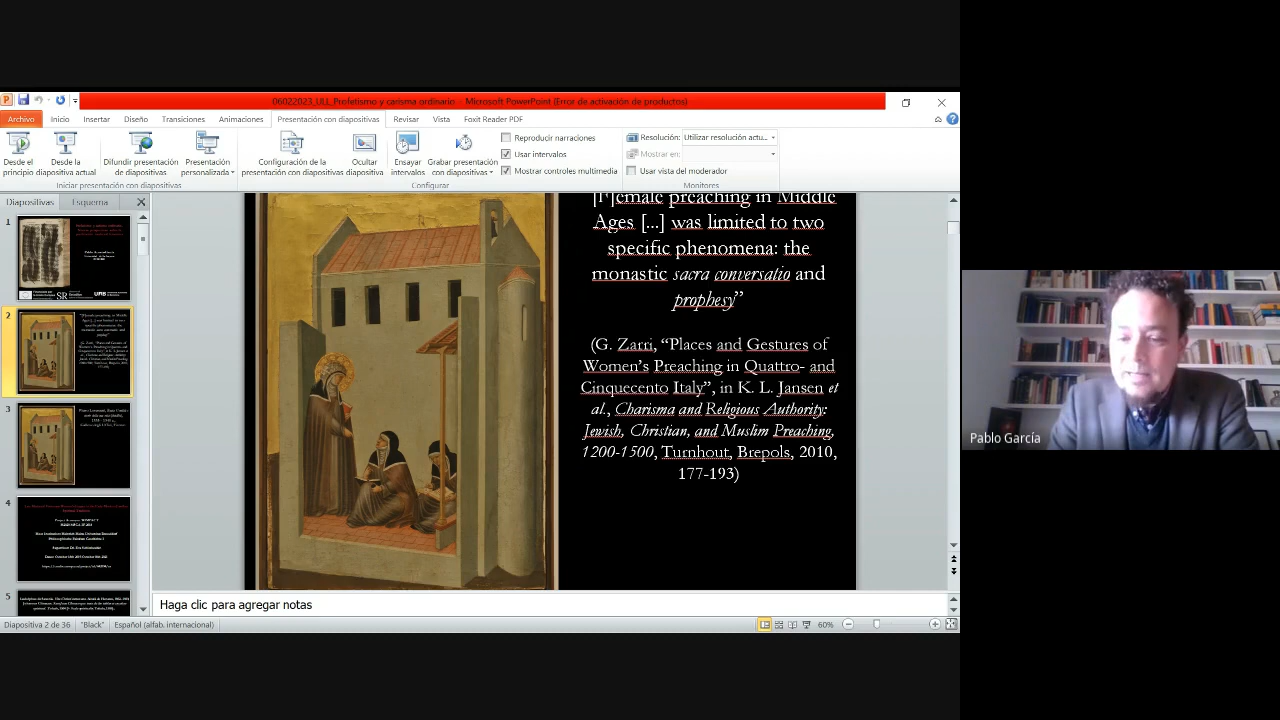 06022023_ULL_Profetismo y carisma ordinario - Microsoft PowerPoint (Error de activación de productos)
Archivo Inicio Insertar Diseño Transiciones Animaciones Presentación con diapositivas Revisar Vista Foxit Reader PDF
Desde el principio
Desde la diapositiva actual
Difundir presentación de diapositivas
Presentación personalizada
Iniciar presentación con diapositivas
Configuración de la presentación con diapositivas
Ocultar diapositiva
Ensayar intervalos
Grabar presentación con diapositivas
Reproducir narraciones
Usar intervalos
Mostrar controles multimedia
Configurar
Resolución: Utilizar resolución actu...
Mostrar en:
Usar vista del moderador
Monitores
Diapositivas Esquema
1
2
3
4
5
[F]emale preaching in Middle
Ages [...] was limited to two
specific phenomena: the
monastic sacra conversatio and
prophesy”
(G. Zarri, “Places and Gestures of
Women’s Preaching in Quattro- and
Cinquecento Italy”, in K. L. Jansen et
al., Charisma and Religious Authority:
Jewish, Christian, and Muslim Preaching,
1200-1500, Turnhout, Brepols, 2010,
177-193)
Pablo García
Haga clic para agregar notas
Diapositiva 2 de 36 "Black" Español (alfab. internacional) 60%